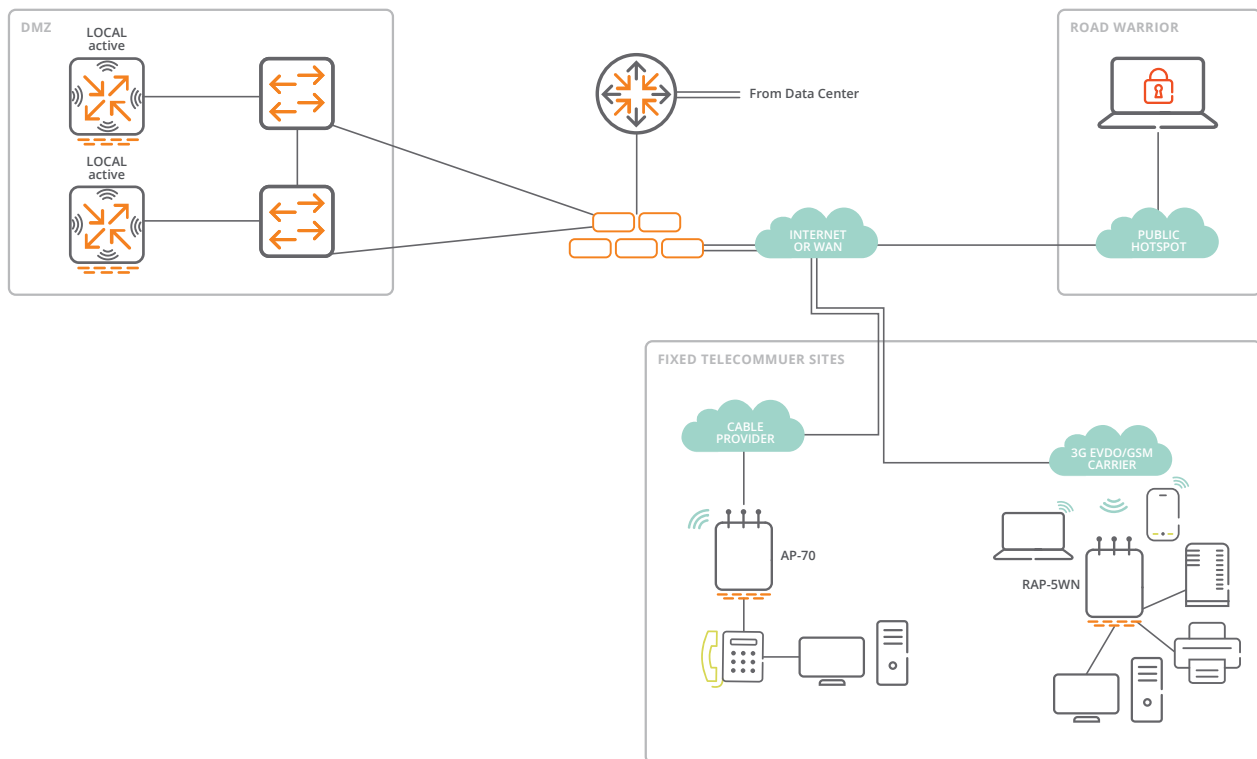 DMZ
LOCAL
active
LOCAL
active
From Data Center
ROAD WARRIOR
INTERNET
OR WAN
PUBLIC
HOTSPOT
FIXED TELECOMMUER SITES
CABLE
PROVIDER
3G EVDO/GSM
CARRIER
AP-70
RAP-5WN